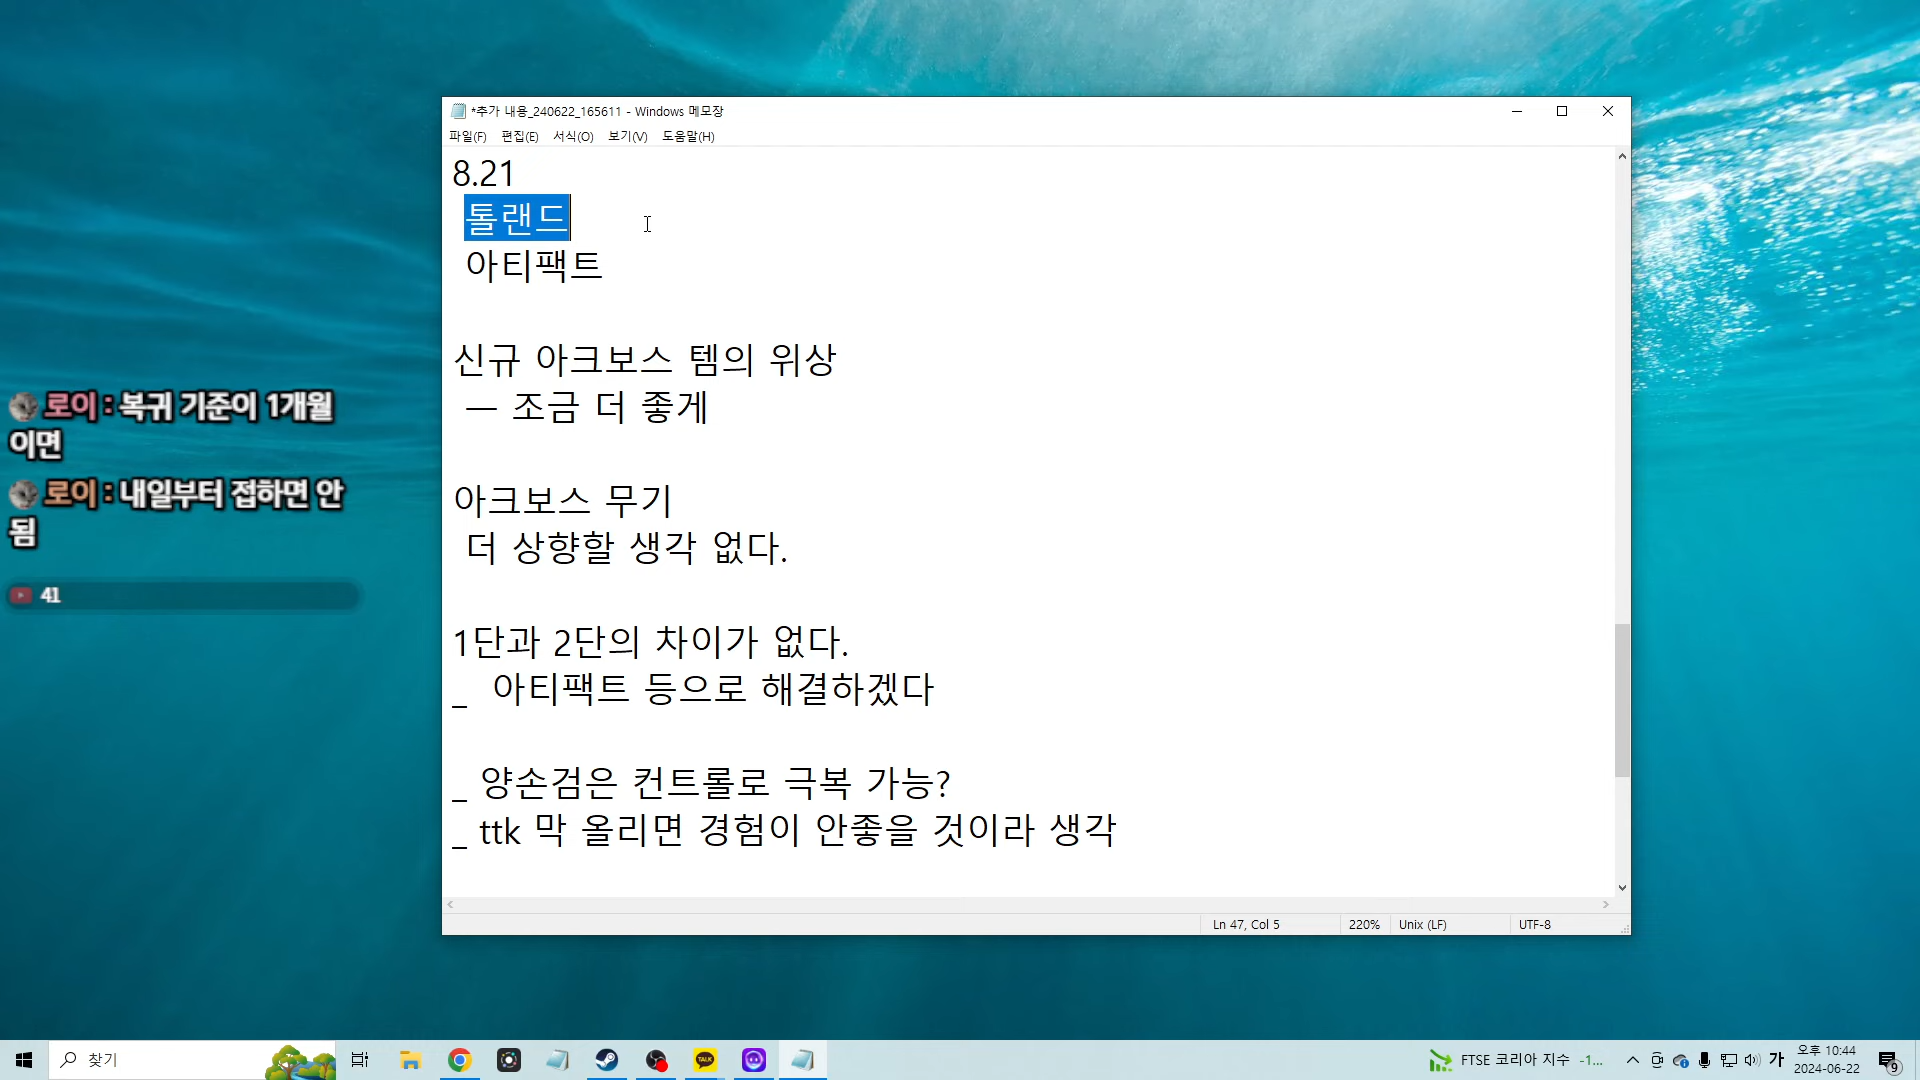 *추가 내용_240622_165611 - Windows 메모장
파일(F) 편집(E) 서식(O) 보기(V) 도움말(H)
8.21
톨랜드
아티팩트
신규 아크보스 템의 위상
ㅡ 조금 더 좋게
아크보스 무기
더 상향할 생각 없다.
1단과 2단의 차이가 없다.
_ 아티팩트 등으로 해결하겠다
_ 양손검은 컨트롤로 극복 가능?
_ ttk 막 올리면 경험이 안좋을 것이라 생각
로이 : 복귀 기준이 1개월
이면
로이 : 내일부터 접하면 안
됨
41
Ln 47, Col 5 220% Unix (LF) UTF-8
찾기
TALK
FTSE 코리아 지수 -1...
가
오후 10:44
2024-06-22
9